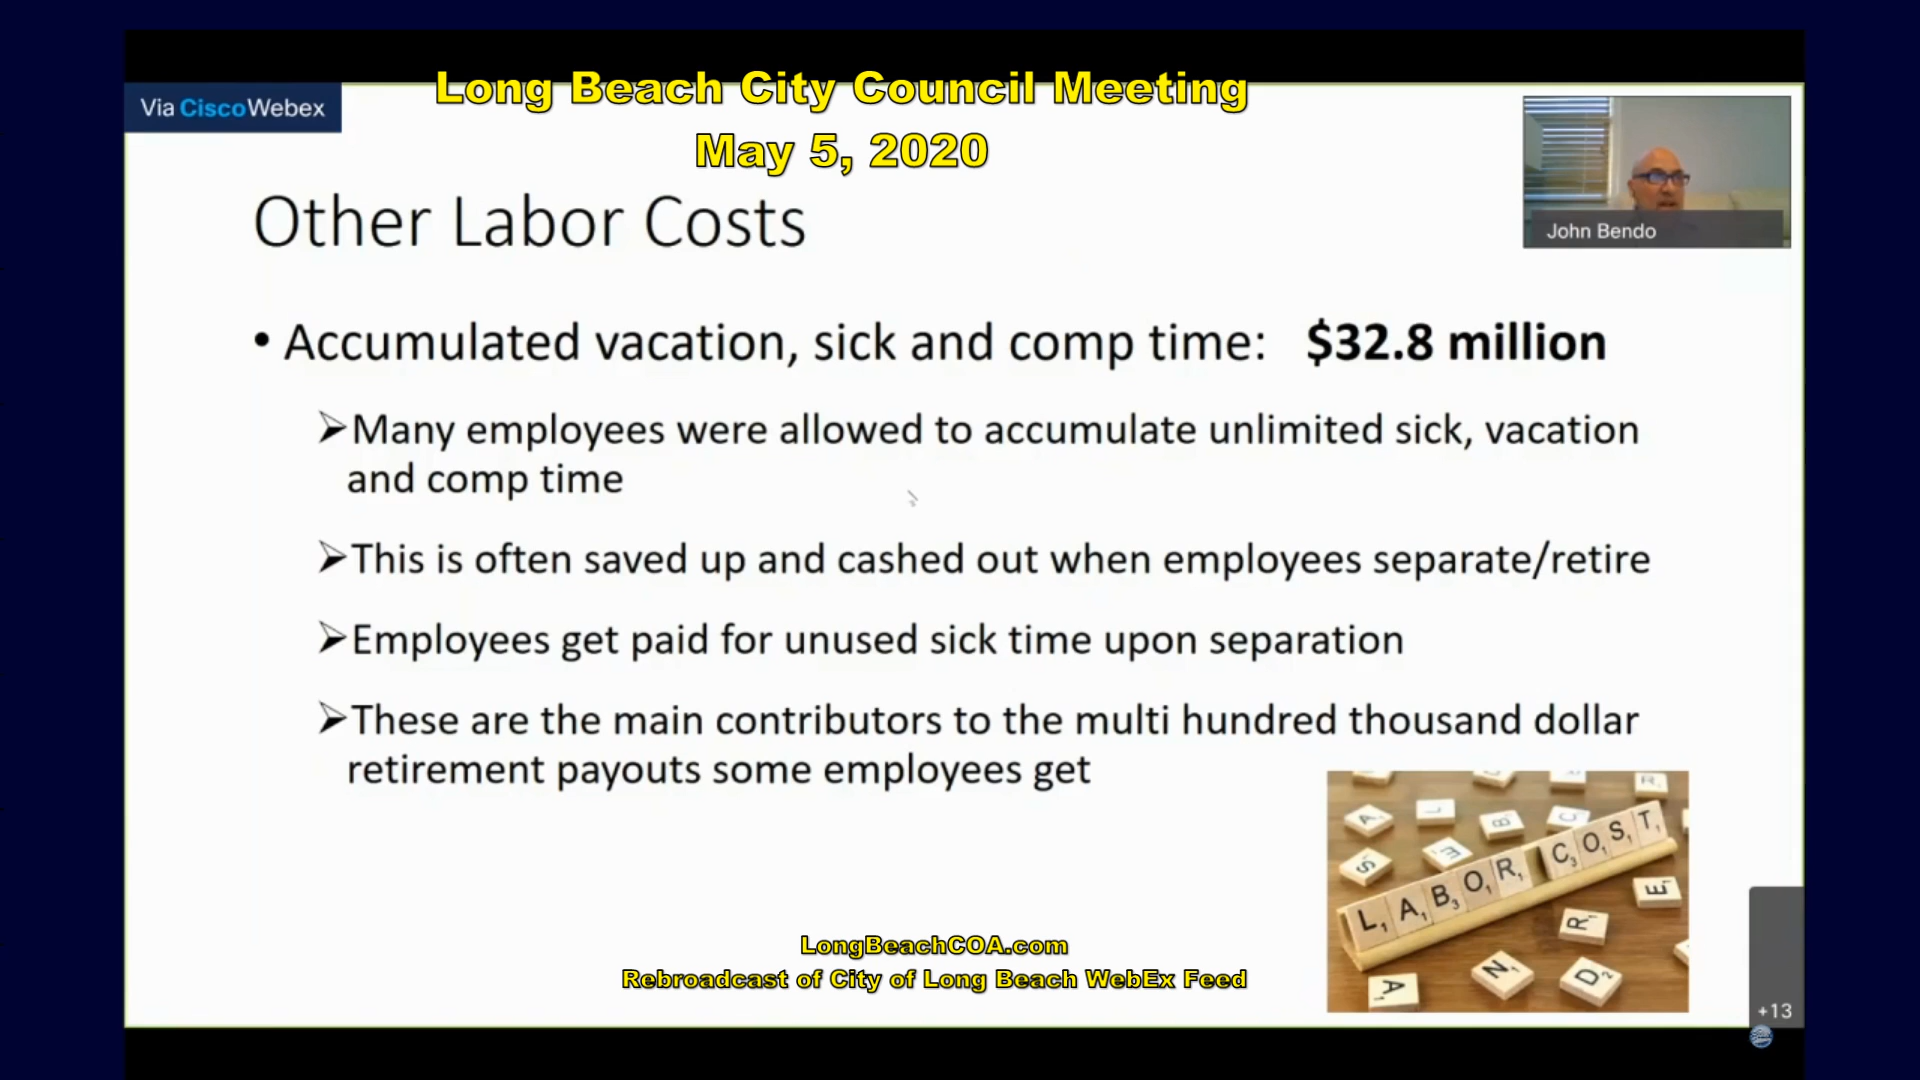 Long Beach City Council Meeting
May 5, 2020
Via CiscoWebex
John Bendo
Other Labor Costs
• Accumulated vacation, sick and comp time: $32.8 million
➢Many employees were allowed to accumulate unlimited sick, vacation
and comp time
➢This is often saved up and cashed out when employees separate/retire
➢Employees get paid for unused sick time upon separation
➢These are the main contributors to the multi hundred thousand dollar
retirement payouts some employees get
LABOR COST
LongBeachCOA.com
Rebroadcast of City of Long Beach WebEx Feed
+13